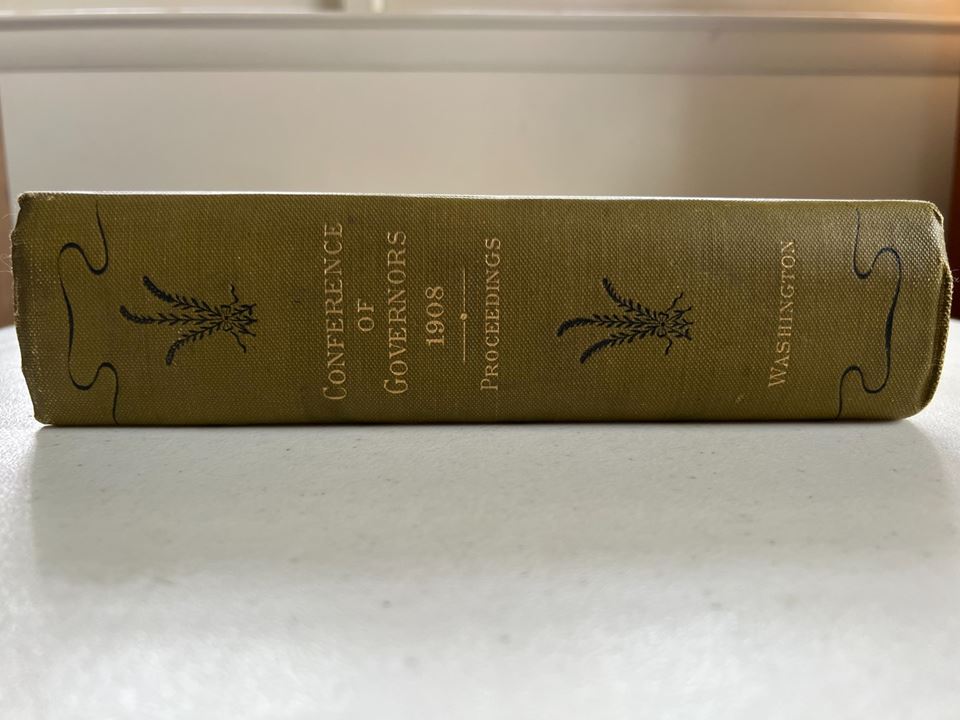 CONFERENCE
OF
GOVERNORS
1908
PROCEEDINGS
WASHINGTON